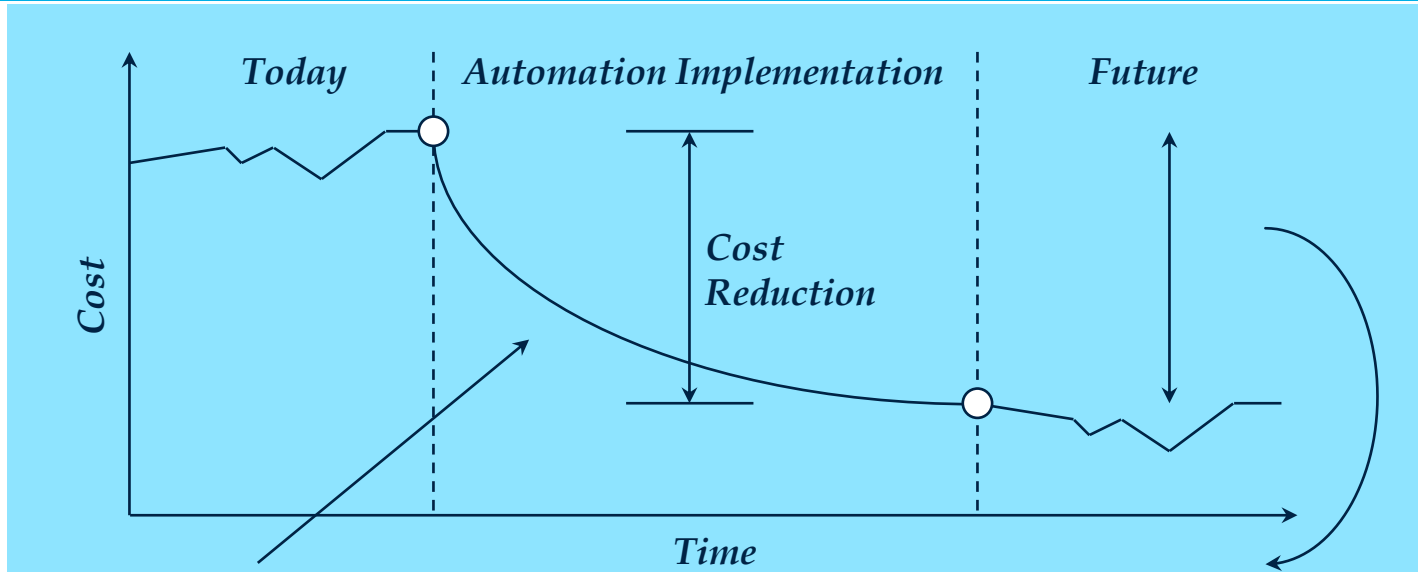 Today
Automation Implementation
Future
Cost
Reduction
Cost
Time